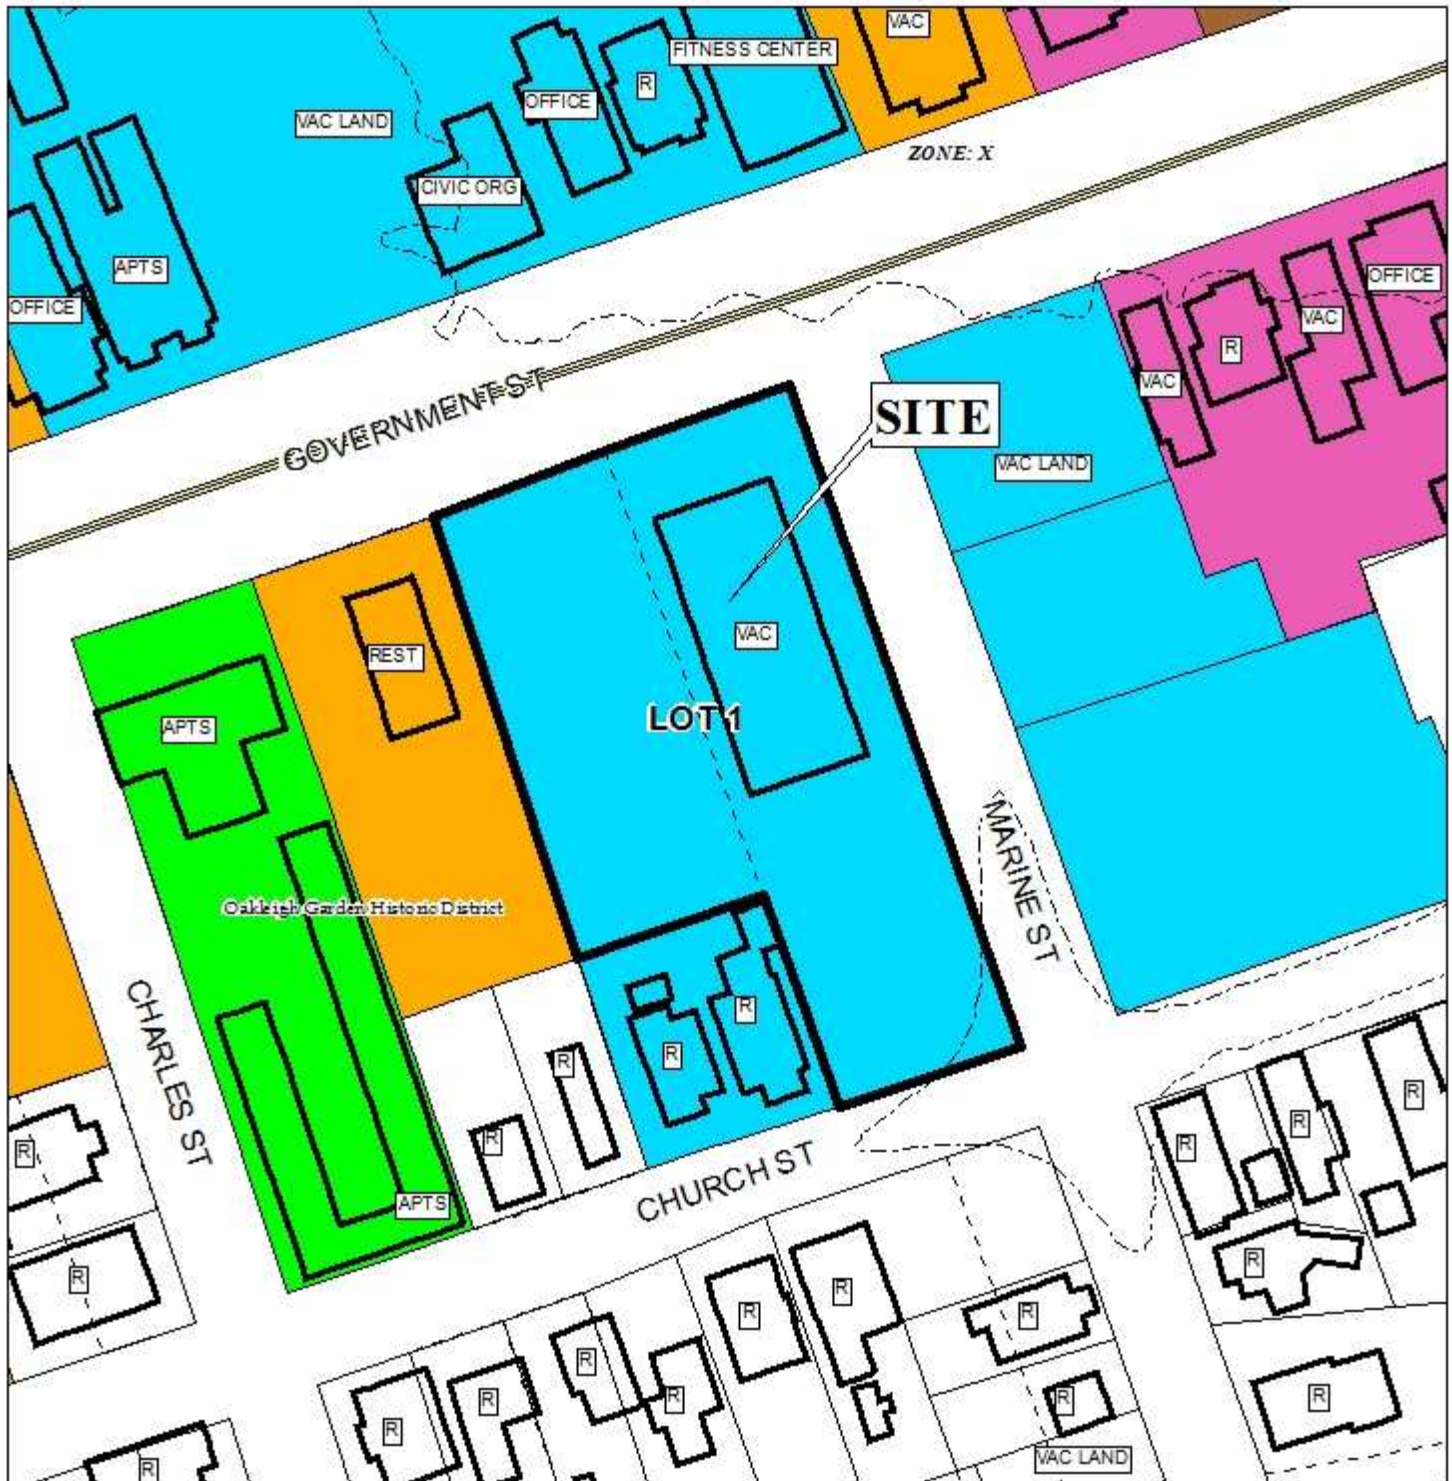 VAC
FITNESS CENTER
R
OFFICE
VAC LAND
ZONE: X
CIVIC ORG
APTS
OFFICE
OFFICE
VAC
R
VAC
GOVERNMENT ST
SITE
VAC LAND
VAC
REST
LOT 1
APTS
MARINE ST
Oakleigh Garden Historic District
CHARLES ST
R
R
R
R
R
R
R
R
R
CHURCH ST
APTS
R
R
R
R
R
R
R
R
R
R
R
VAC LAND
R